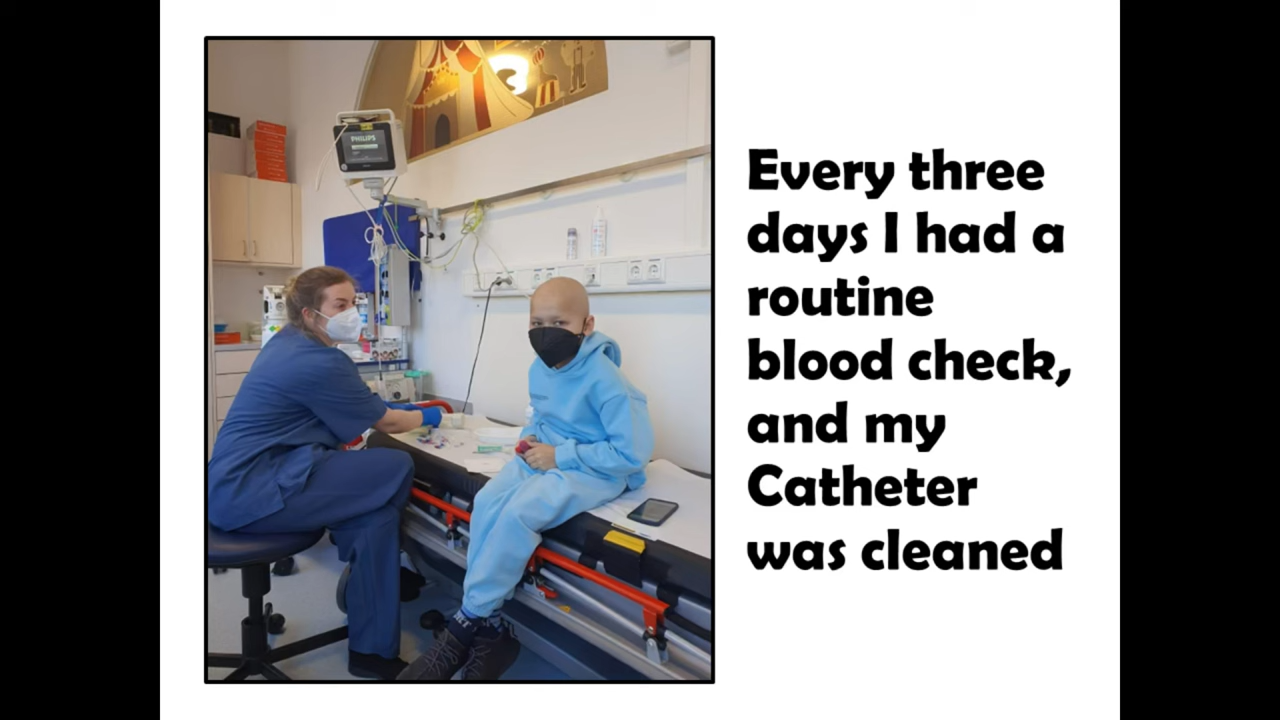 PHILIPS
Every three
days I had a
routine
blood check,
and my
Catheter
was cleaned